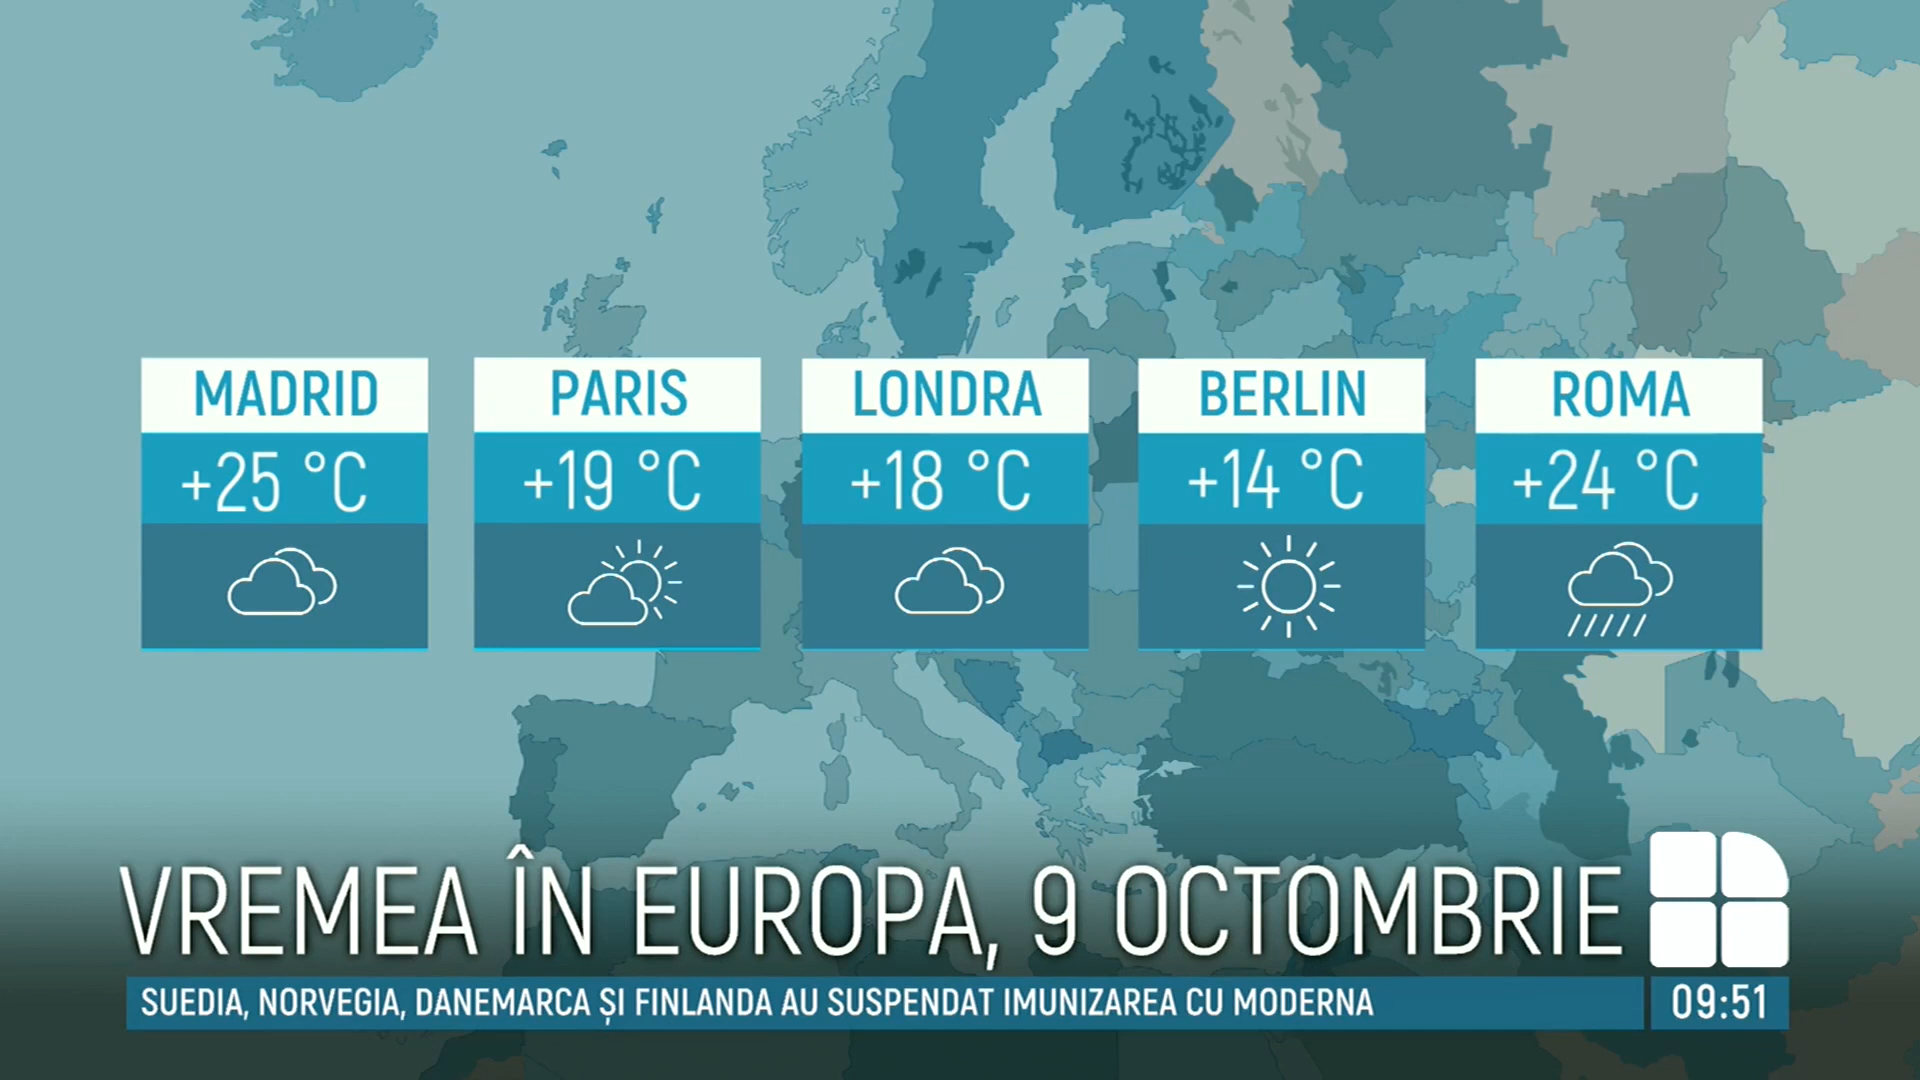 MADRID
+25 °C
PARIS
+19 °C
LONDRA
+18 °C
BERLIN
+14 °C
ROMA
+24 °C
VREMEA ÎN EUROPA, 9 OCTOMBRIE
SUEDIA, NORVEGIA, DANEMARCA ȘI FINLANDA AU SUSPENDAT IMUNIZAREA CU MODERNA
09:51